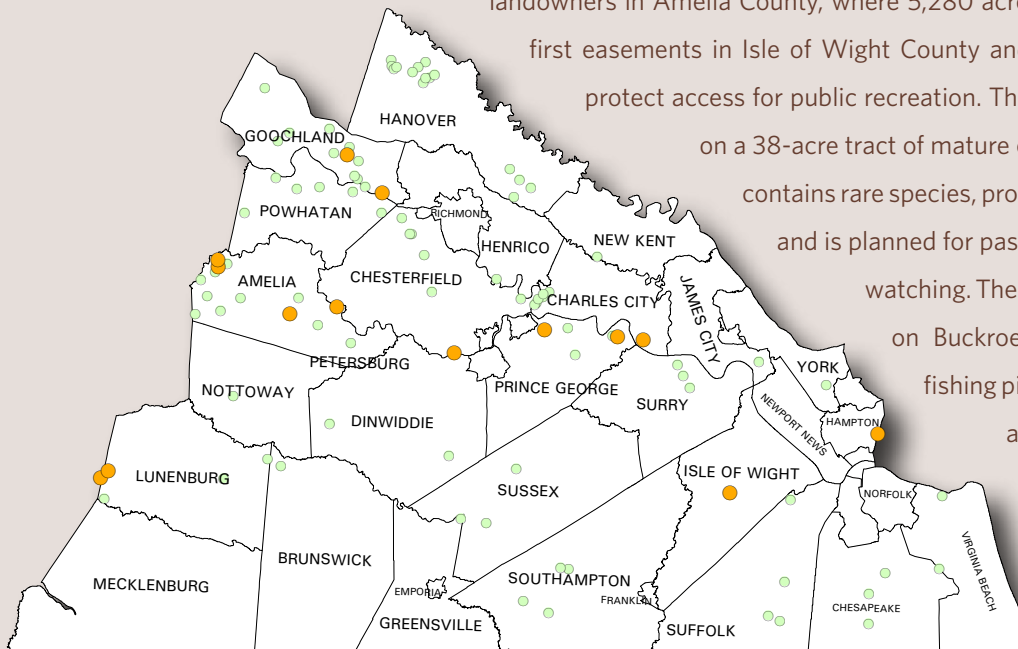 landowners in Amelia County, where 5,280 acr
first easements in Isle of Wight County an
protect access for public recreation. Th
on a 38-acre tract of mature
contains rare species, pro
and is planned for pas
watching. The
on Buckroe
fishing pi
a
HANOVER
GOOCHLAND
POWHATAN
RICHMOND
HENRICO
NEW KENT
AMELIA
CHESTERFIELD
CHARLES CITY
JAMES CITY
PETERSBURG
YORK
NOTTOWAY
PRINCE GEORGE
SURRY
DINWIDDIE
NEWPORT NEWS
HAMPTON
LUNENBURG
ISLE OF WIGHT
SUSSEX
NORFOLK
BRUNSWICK
VIRGINIA BEACH
MECKLENBURG
SOUTHAMPTON
EMPORIA
FRANKLIN
CHESAPEAKE
GREENSVILLE
SUFFOLK